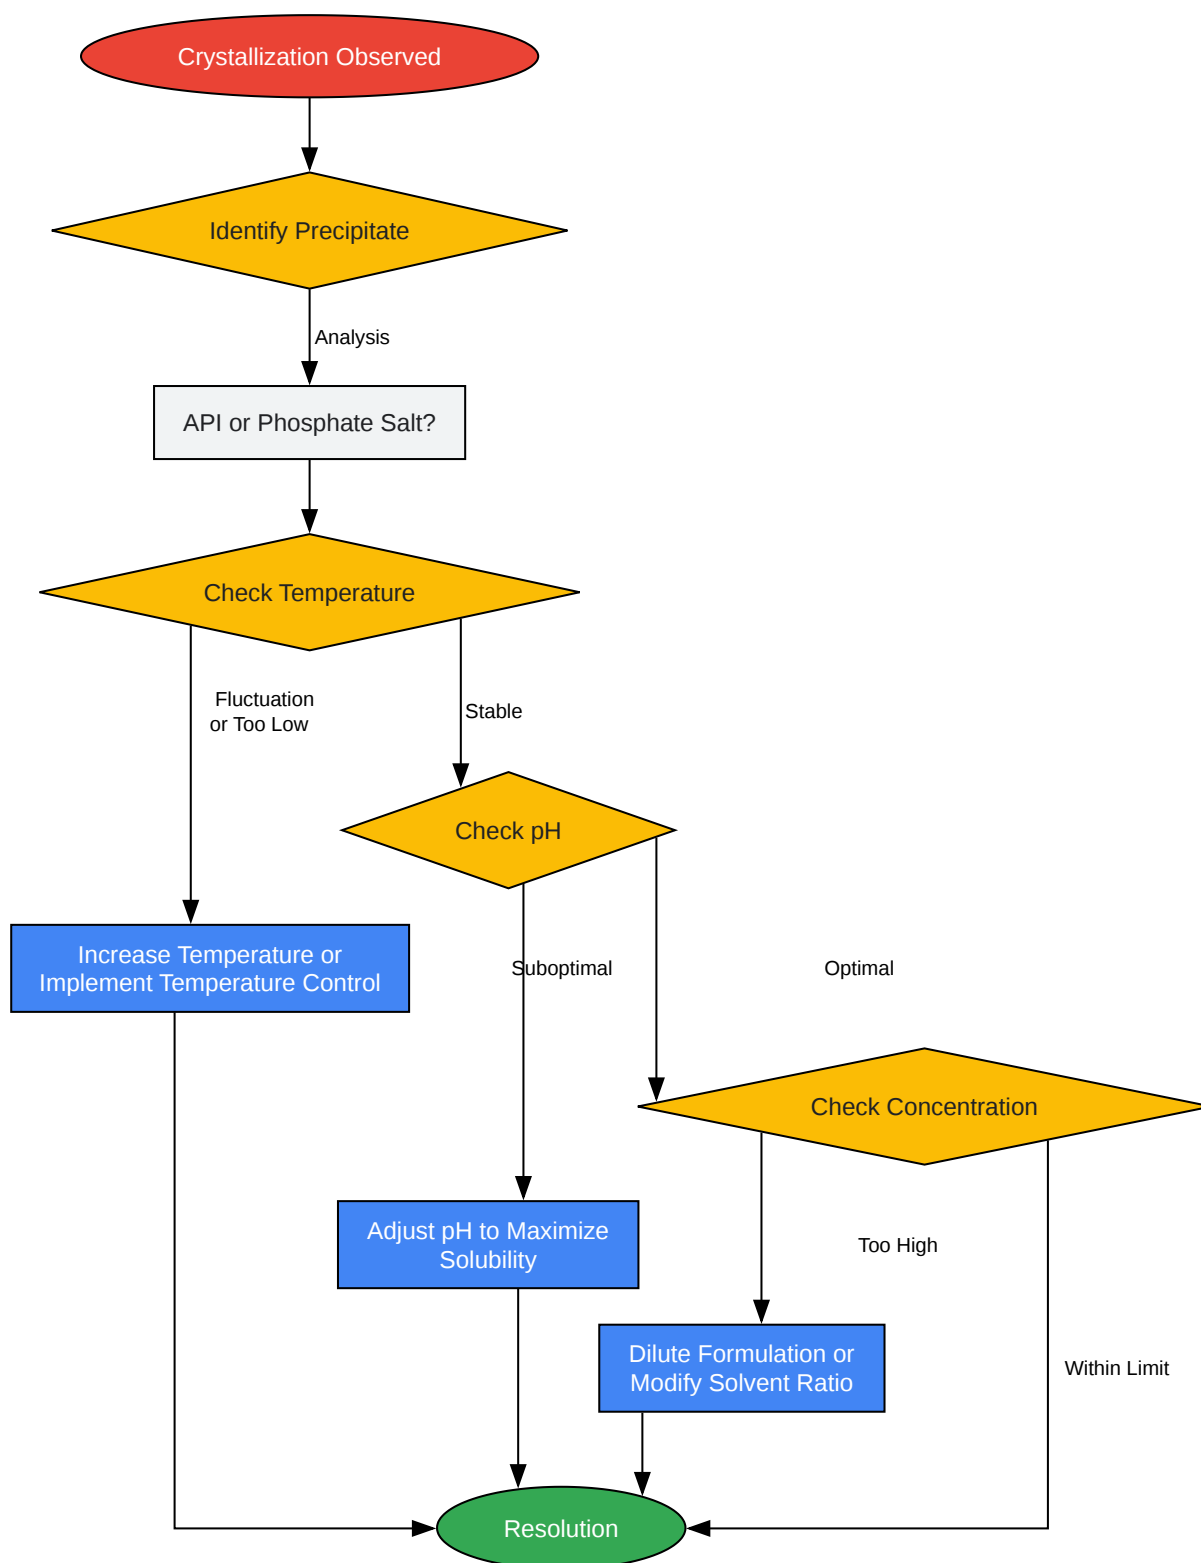 Crystallization Observed
Identify Precipitate
Analysis
API or Phosphate Salt?
Check Temperature
Fluctuation
or Too Low
Stable
Check pH
Increase Temperature or
Implement Temperature Control
Suboptimal
Optimal
Check Concentration
Adjust pH to Maximize
Solubility
Too High
Dilute Formulation or
Modify Solvent Ratio
Within Limit
Resolution